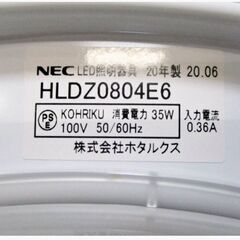 NEC LED照明器具 20年製 20.06
HLDZ0804E6
PS E KOHRIKU 消費電力 35W 入力電流
100V 50/60Hz 0.36A
株式会社ホタルクス